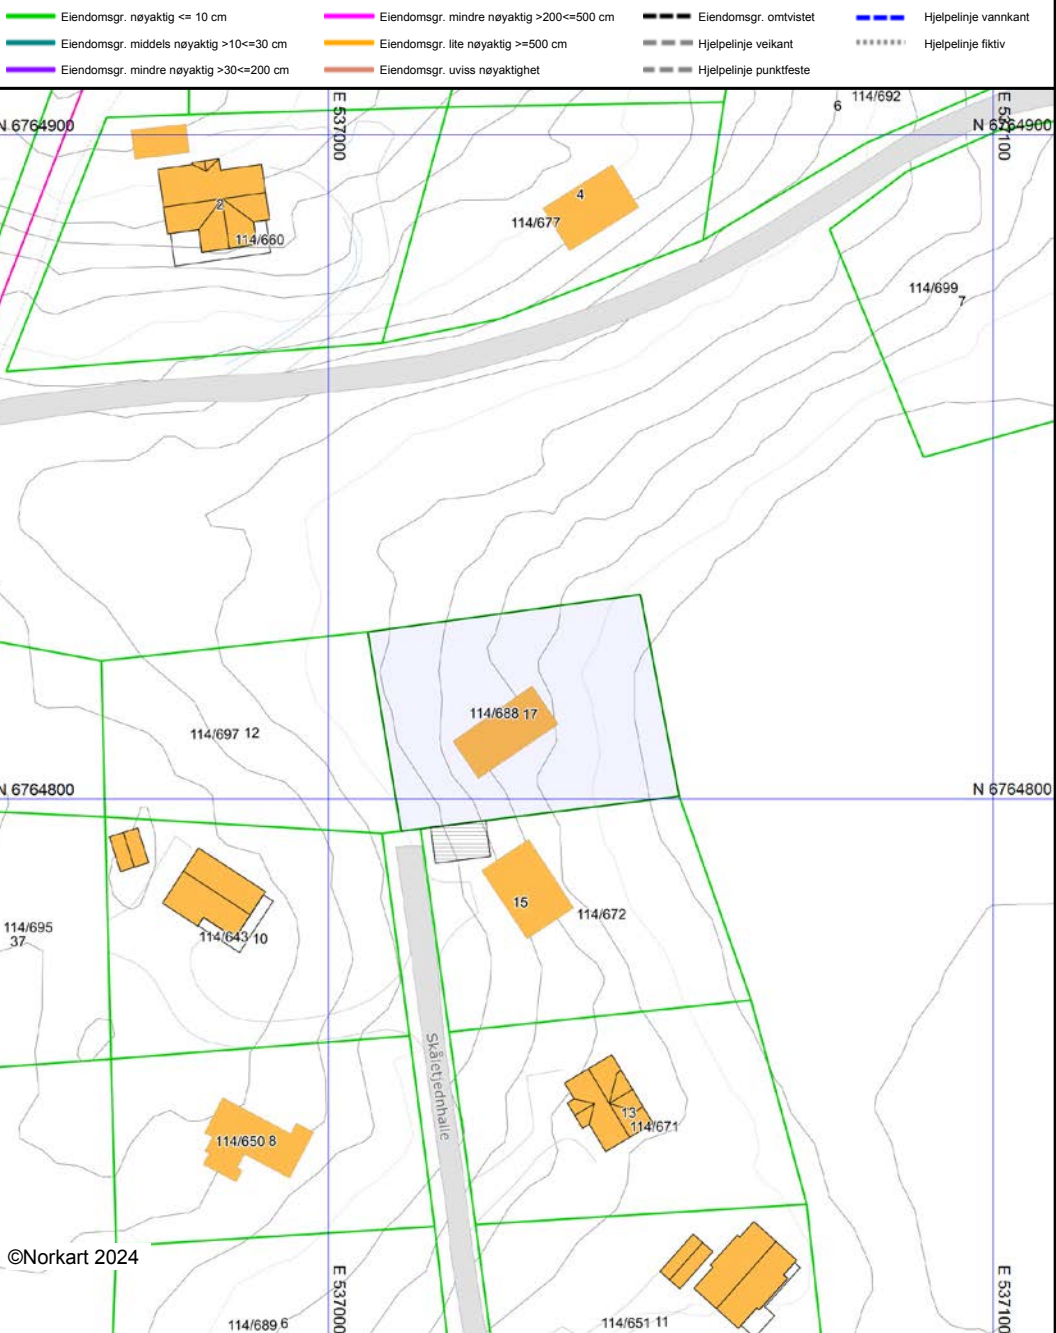 Eiendomsgr. nøyaktig <= 10 cm
Eiendomsgr. mindre nøyaktig >200<=500 cm
Eiendomsgr. omtvistet
Hjelpelinje vannkant
Eiendomsgr. middels nøyaktig >10<=30 cm
Eiendomsgr. lite nøyaktig >=500 cm
Hjelpelinje veikant
Hjelpelinje fiktiv
Eiendomsgr. mindre nøyaktig >30<=200 cm
Eiendomsgr. uviss nøyaktighet
Hjelpelinje punktfeste
114/692
6
E 537000
E 537100
N 6764900
N 6764900
2
114/660
4
114/677
114/699
7
114/688 17
114/697 12
N 6764800
N 6764800
15
114/672
114/695
37
114/643 10
Skåletjednhalle
13
114/671
114/650 8
©Norkart 2024
E 537000
E 537100
114/689 6
114/651 11